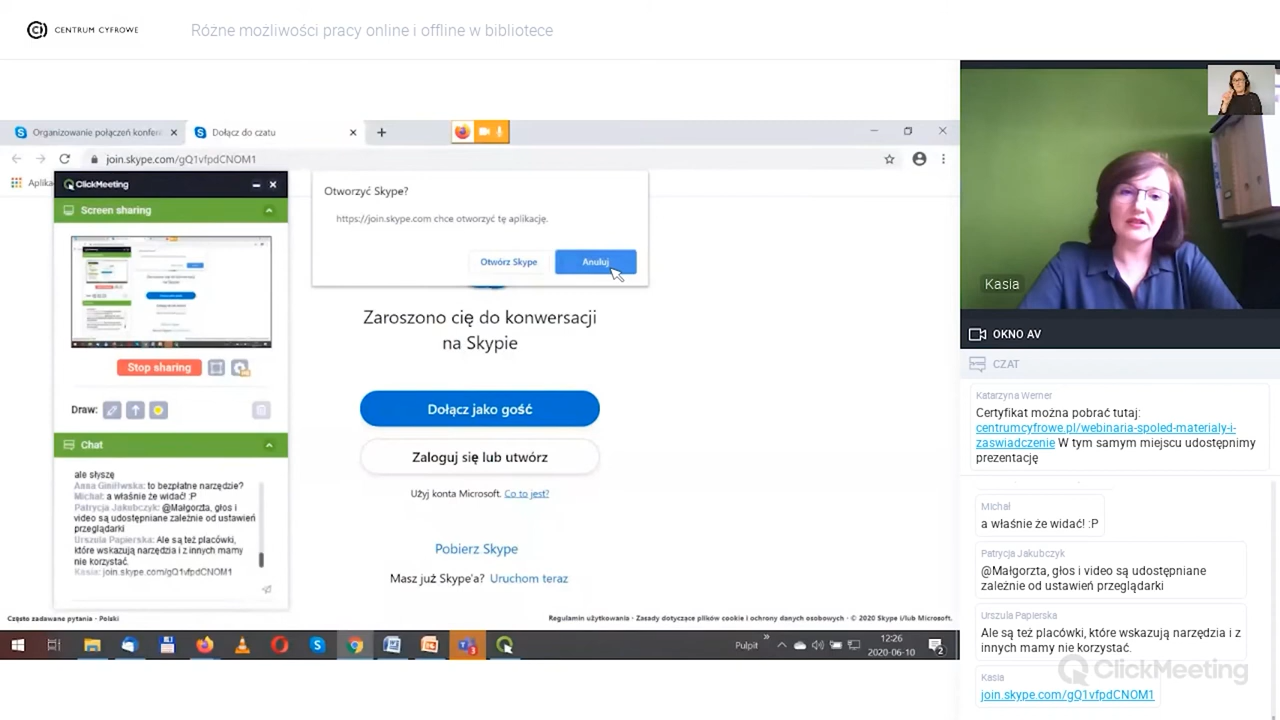 CENTRUM CYFROWE
Różne możliwości pracy online i offline w bibliotece
Organizowanie połączeń konfer
Dołącz do czatu
join.skype.com/gQ1vfpdCNOM1
Aplika
ClickMeeting
Screen sharing
Stop sharing
Draw:
Chat
ale słyszę
to bezpłatne narzędzie?
Michał: a właśnie że widać! :P
Patrycja Jakubczyk: @Małgorzta, głos i
video są udostępniane zależnie od ustawień
przeglądarki
Urszula Papierska: Ale są też placówki,
które wskazują narzędzia i z innych mamy
nie korzystać.
Kasia: join.skype.com/gQ1vfpdCNOM1
Otworzyć Skype?
https://join.skype.com chce otworzyć tę aplikację.
Otwórz Skype
Anuluj
Zaroszono cię do konwersacji
na Skypie
Dołącz jako gość
Zaloguj się lub utwórz
Użyj konta Microsoft. Co to jest?
Pobierz Skype
Masz już Skype'a? Uruchom teraz
Często zadawane pytania - Polski
Regulamin użytkowania - Zasady dotyczące plików cookie i ochrony danych osobowych - © 2020 Skype i/lub Microsoft.
Pulpit
12:26
2020-06-10
2
Kasia
OKNO AV
CZAT
Katarzyna Werner
Certyfikat można pobrać tutaj:
centrumcyfrowe.pl/webinaria-spoled-materialy-i-
zaswiadczenie W tym samym miejscu udostępnimy
prezentację
Michał
a właśnie że widać! :P
Patrycja Jakubczyk
@Małgorzta, głos i video są udostępniane
zależnie od ustawień przeglądarki
Urszula Papierska
Ale są też placówki, które wskazują narzędzia i z
innych mamy nie korzystać.
ClickMeeting
Kasia
join.skype.com/gQ1vfpdCNOM1